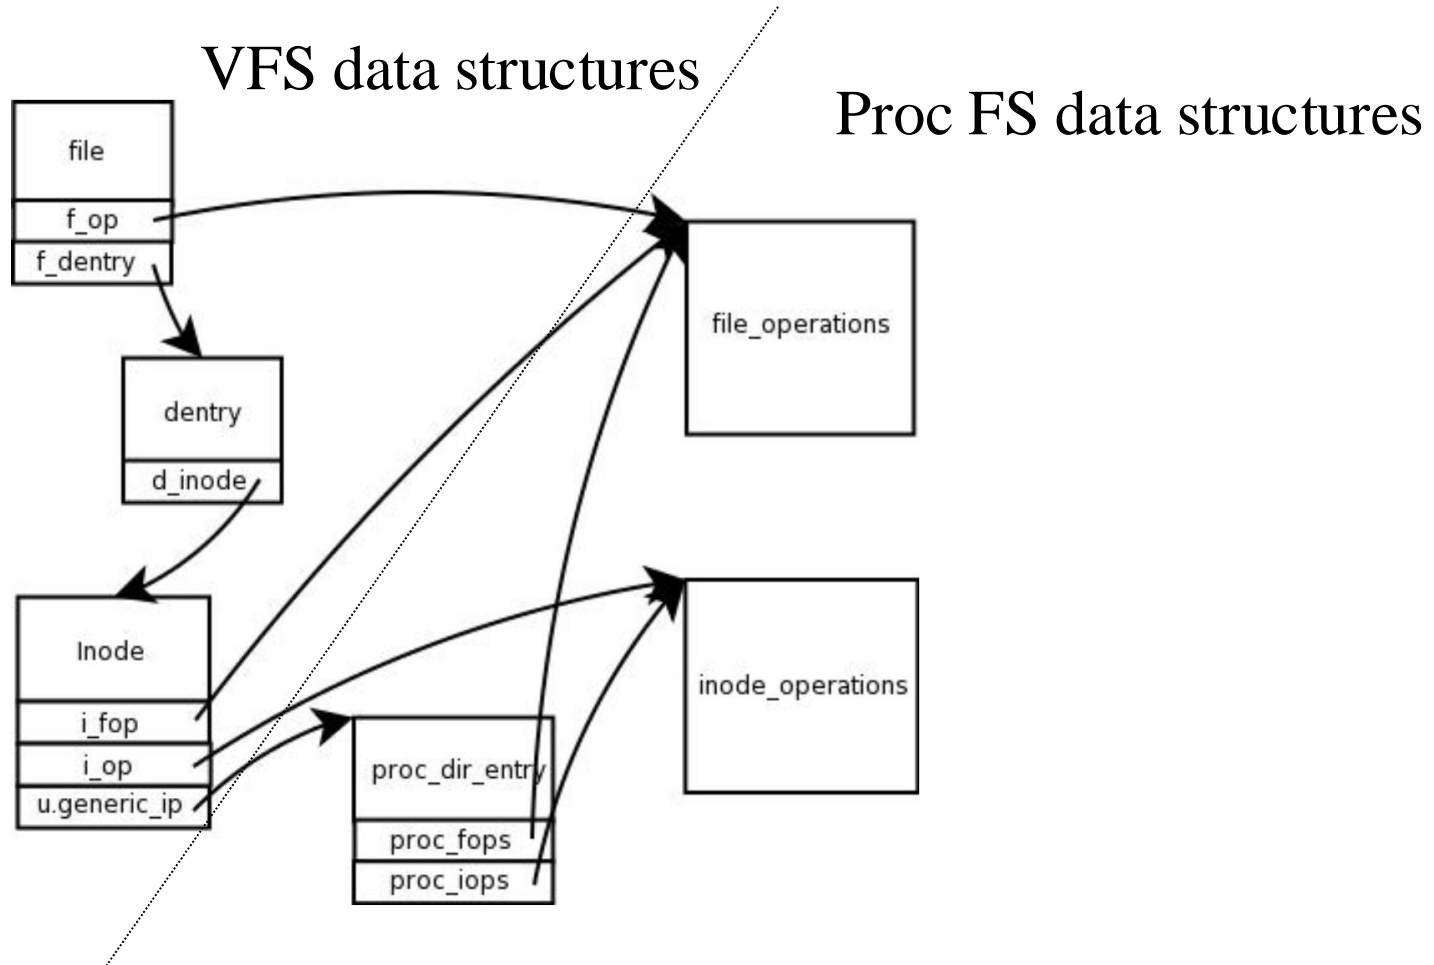 VFS data structures
Proc FS data structures
file
f_op
f_dentry
file_operations
dentry
d_inode
Inode
i_fop
i_op
u.generic_ip
inode_operations
proc_dir_entry
proc_fops
proc_iops